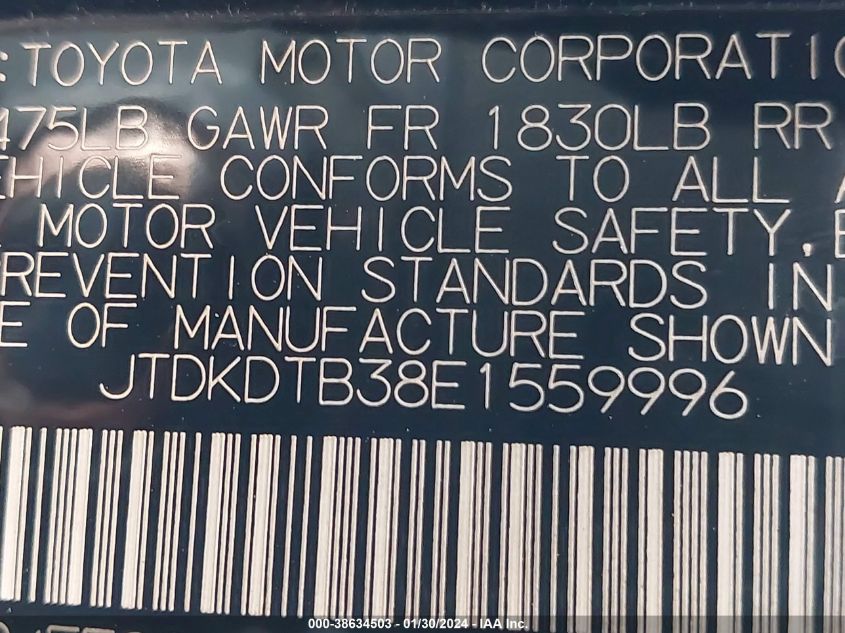 : TOYOTA MOTOR CORPORATIO
475LB GAWR FR 1830LB RR
EHICLE CONFORMS TO ALL A
MOTOR VEHICLE SAFETY, B
REVENTION STANDARDS IN
E OF MANUFACTURE SHOWN
JTDKDTB38E1559996
000-38634503 - 01/30/2024 - IAA Inc.